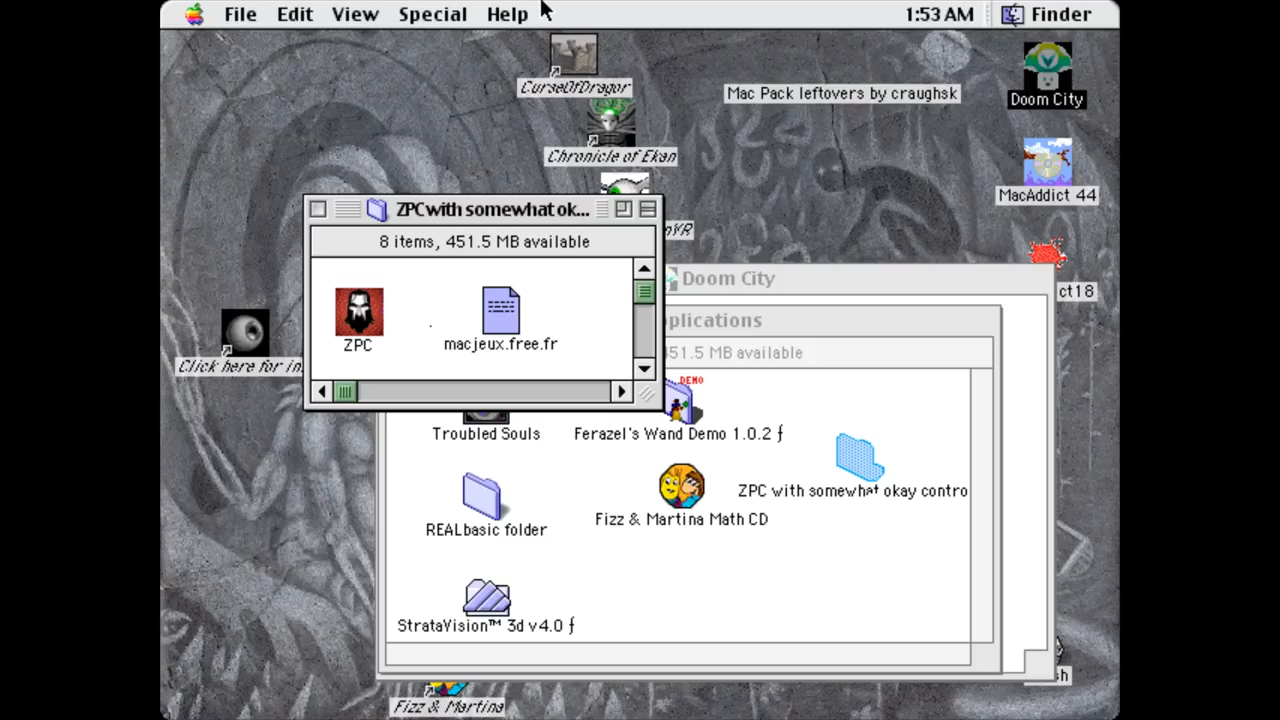 File Edit View Special Help 1:53 AM Finder
CurseOfDragor
Mac Pack leftovers by craughsk
Doom City
Chronicle of Ekan
MacAddict 44
ZPC with somewhat ok...
8 items, 451.5 MB available
ZPC
macjeux.free.fr
Doom City
plications
451.5 MB available
ct18
Click here for in
DEMO
Troubled Souls
Ferazel's Wand Demo 1.0.2 ƒ
ZPC with somewhat okay contro
REALbasic folder
Fizz & Martina Math CD
StrataVision™ 3d v4.0 ƒ
Fizz & Martina